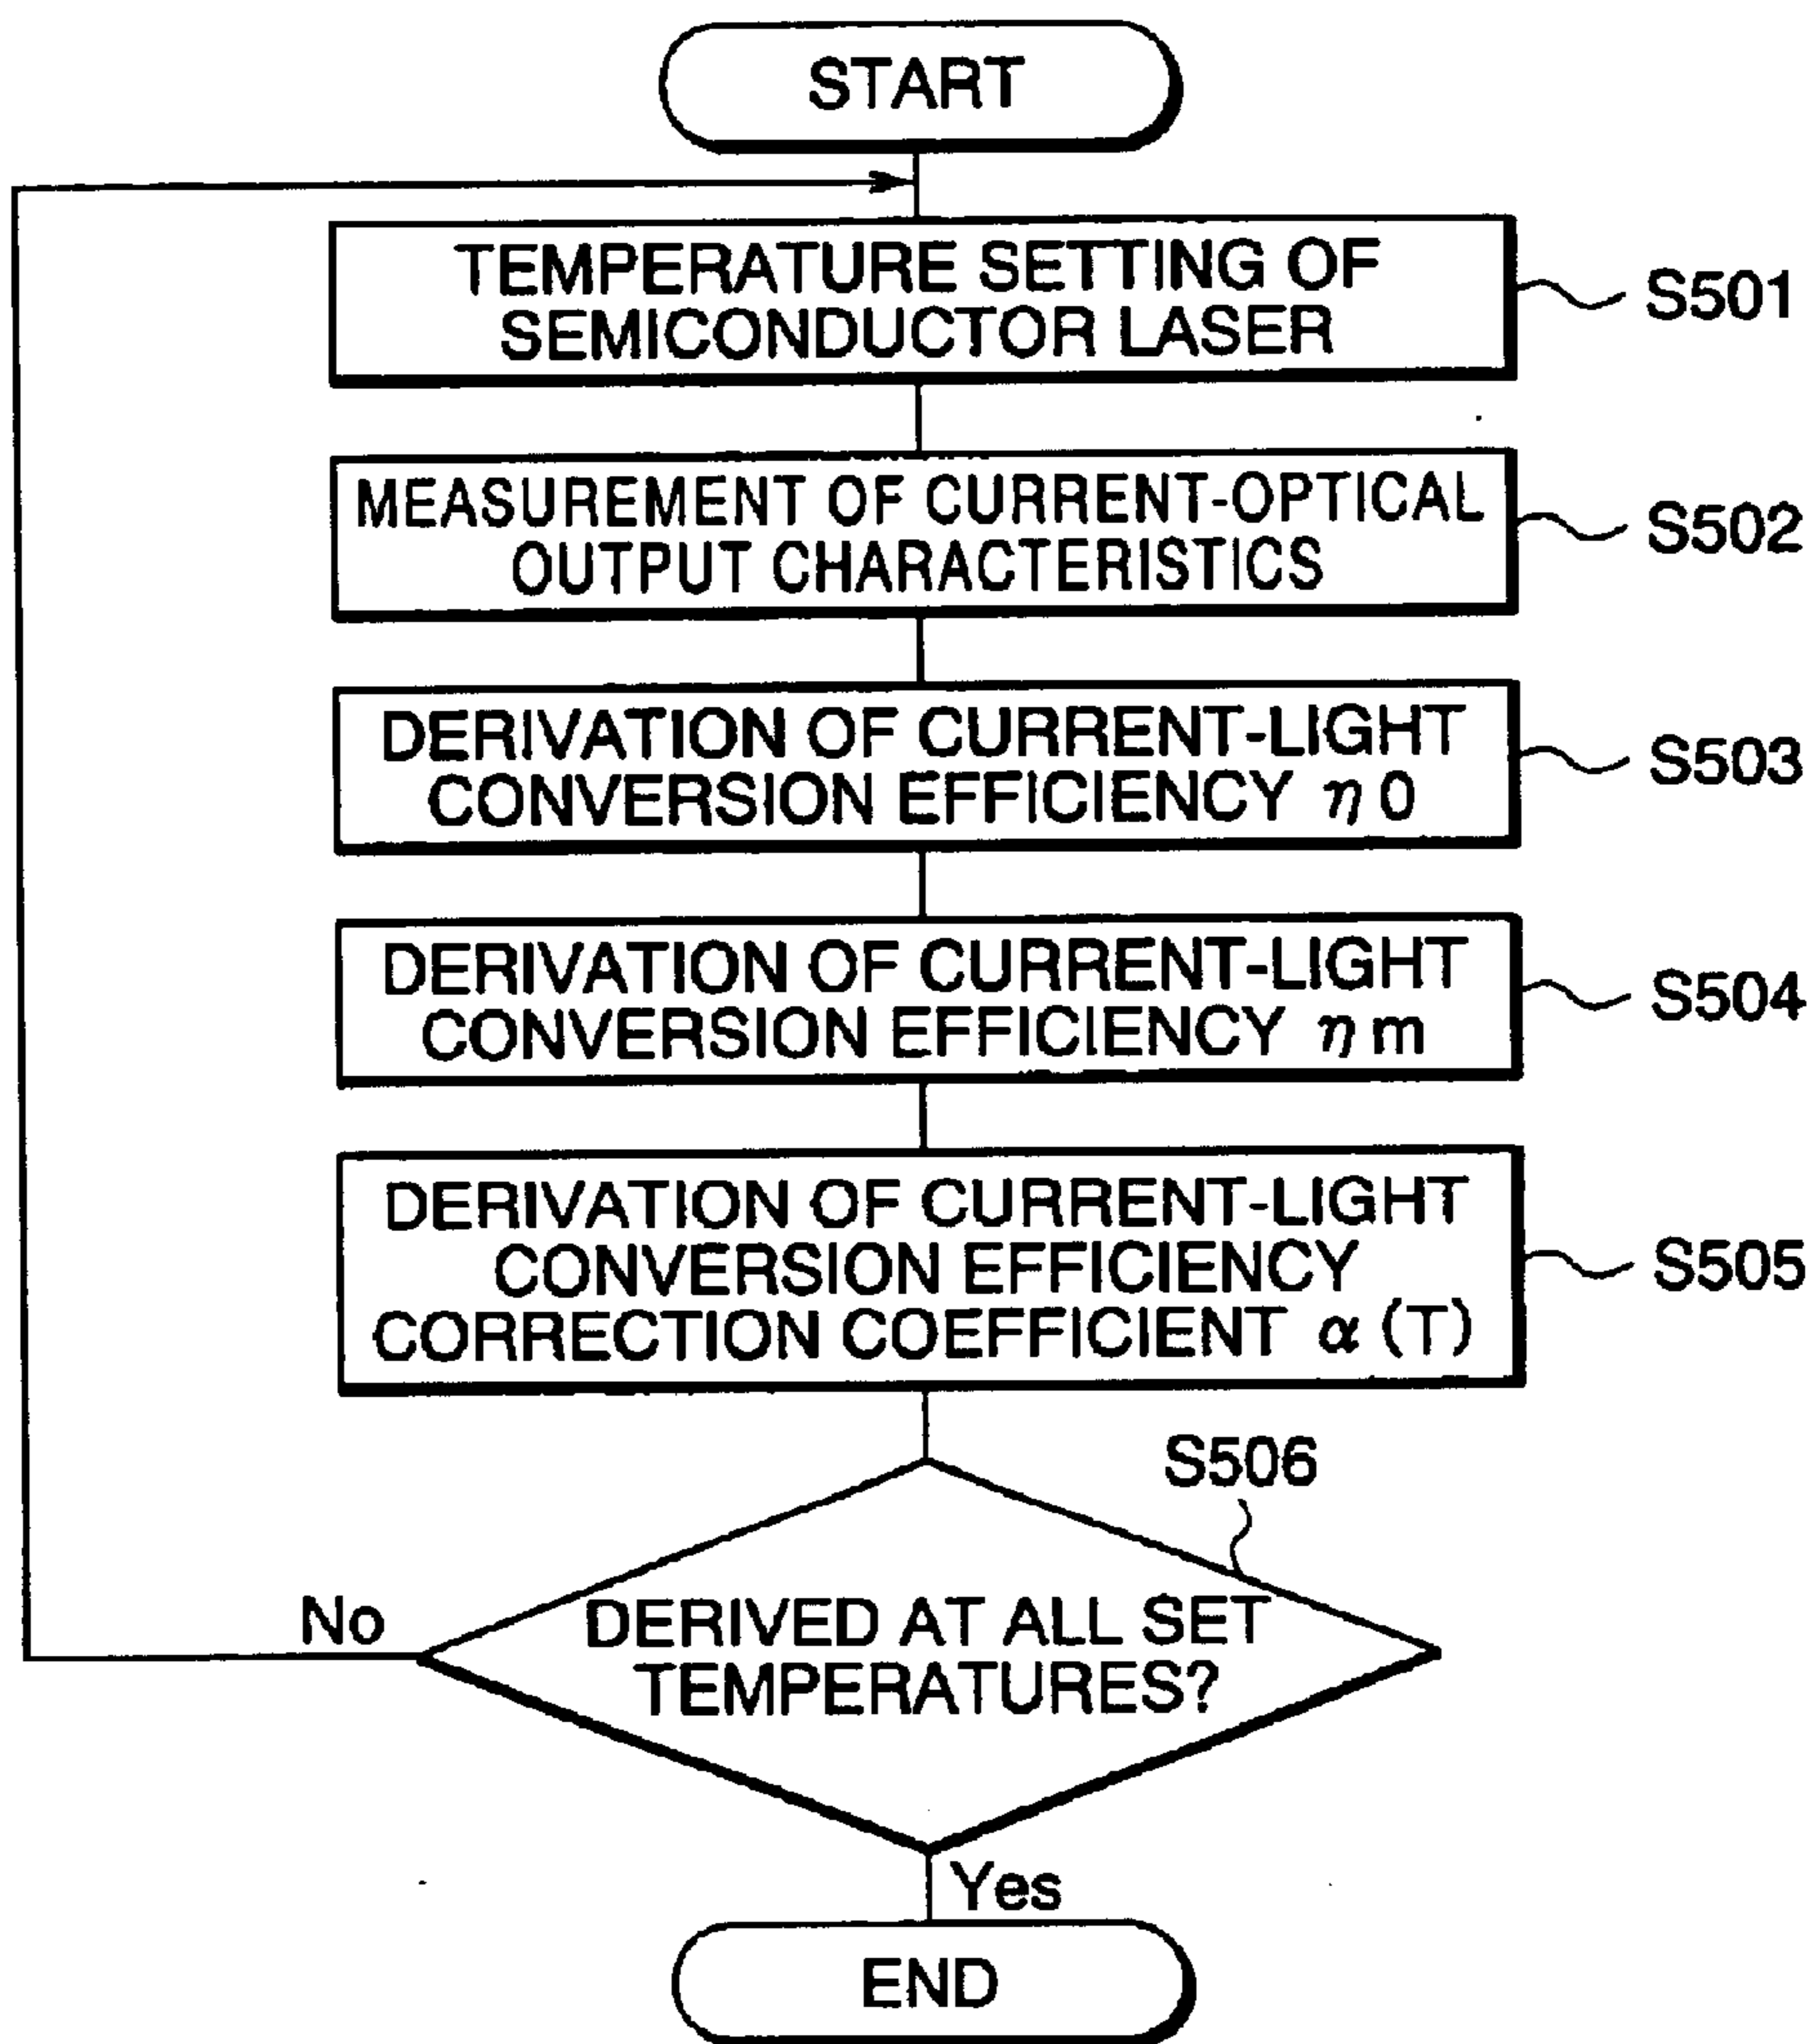 START
TEMPERATURE SETTING OF
SEMICONDUCTOR LASER
S501
MEASUREMENT OF CURRENT-OPTICAL
OUTPUT CHARACTERISTICS
S502
DERIVATION OF CURRENT-LIGHT
CONVERSION EFFICIENCY η0
S503
DERIVATION OF CURRENT-LIGHT
CONVERSION EFFICIENCY ηm
S504
DERIVATION OF CURRENT-LIGHT
CONVERSION EFFICIENCY
CORRECTION COEFFICIENT α (T)
S505
S506
DERIVED AT ALL SET
TEMPERATURES?
No
Yes
END